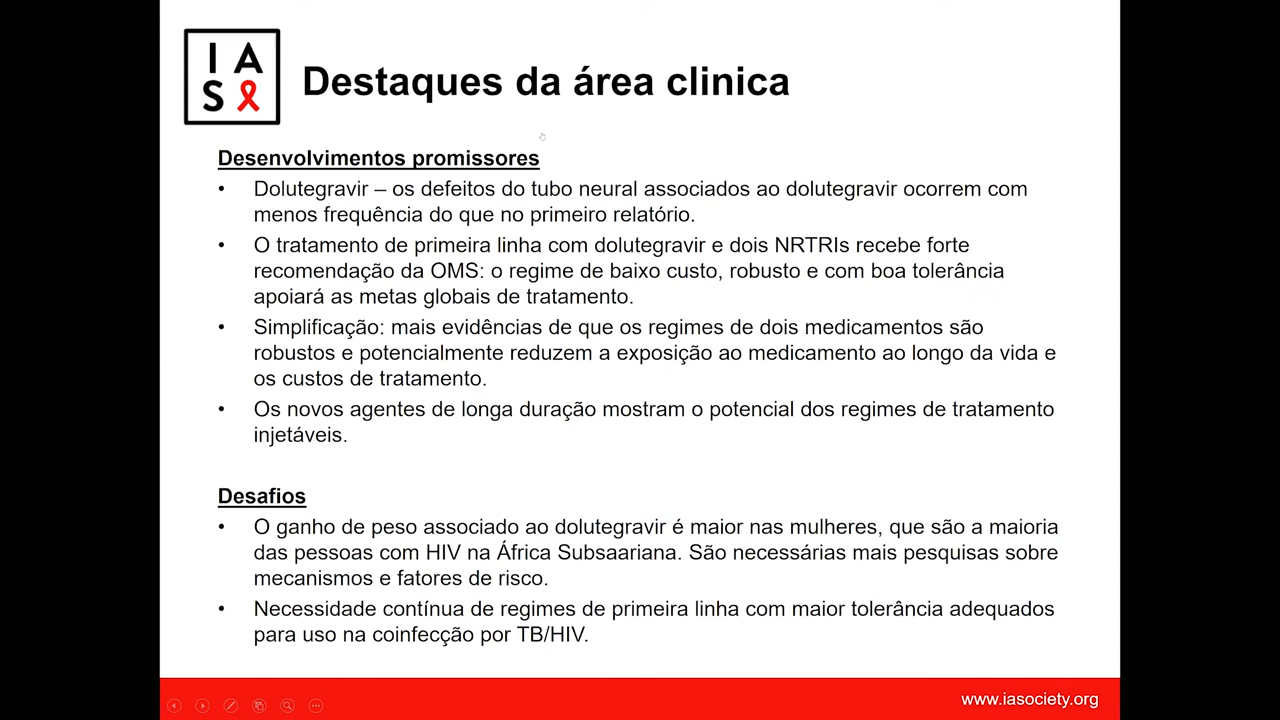 IA
S
Destaques da área clinica
Desenvolvimentos promissores
• Dolutegravir – os defeitos do tubo neural associados ao dolutegravir ocorrem com
menos frequência do que no primeiro relatório.
• O tratamento de primeira linha com dolutegravir e dois NRTRIs recebe forte
recomendação da OMS: o regime de baixo custo, robusto e com boa tolerância
apoiará as metas globais de tratamento.
• Simplificação: mais evidências de que os regimes de dois medicamentos são
robustos e potencialmente reduzem a exposição ao medicamento ao longo da vida e
os custos de tratamento.
• Os novos agentes de longa duração mostram o potencial dos regimes de tratamento
injetáveis.
Desafios
• O ganho de peso associado ao dolutegravir é maior nas mulheres, que são a maioria
das pessoas com HIV na África Subsaariana. São necessárias mais pesquisas sobre
mecanismos e fatores de risco.
• Necessidade contínua de regimes de primeira linha com maior tolerância adequados
para uso na coinfecção por TB/HIV.
www.iasociety.org